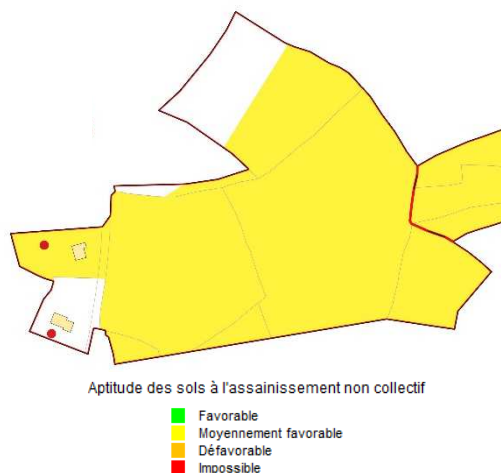 Aptitude des sols à l'assainissement non collectif
Favorable
Moyennement favorable
Défavorable
Impossible